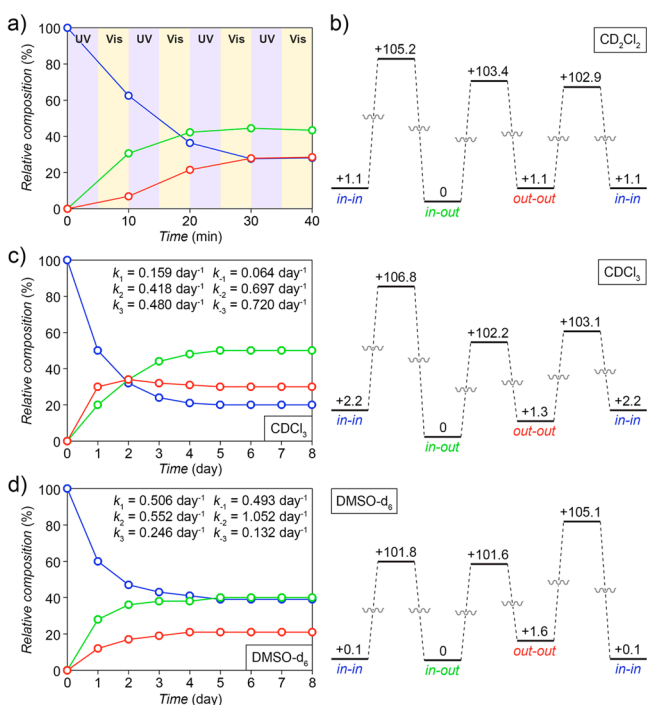 a)
UV Vis UV Vis UV Vis UV Vis
100
80
60
40
20
0
0 10 20 30 40
Relative composition (%)
Time (min)
b)
CD2Cl2
+105.2
+103.4
+102.9
+1.1
0
+1.1
+1.1
in-in
in-out
out-out
in-in
c)
100
80
60
40
20
0
0 1 2 3 4 5 6 7 8
Relative composition (%)
Time (day)
k1 = 0.159 day-1 k-1 = 0.064 day-1
k2 = 0.418 day-1 k-2 = 0.697 day-1
k3 = 0.480 day-1 k-3 = 0.720 day-1
CDCl3
CDCl3
+106.8
+102.2
+103.1
+2.2
0
+1.3
+2.2
in-in
in-out
out-out
in-in
d)
100
80
60
40
20
0
0 1 2 3 4 5 6 7 8
Relative composition (%)
Time (day)
k1 = 0.506 day-1 k-1 = 0.493 day-1
k2 = 0.552 day-1 k-2 = 1.052 day-1
k3 = 0.246 day-1 k-3 = 0.132 day-1
DMSO-d6
DMSO-d6
+101.8
+101.6
+105.1
+0.1
0
+1.6
+0.1
in-in
in-out
out-out
in-in